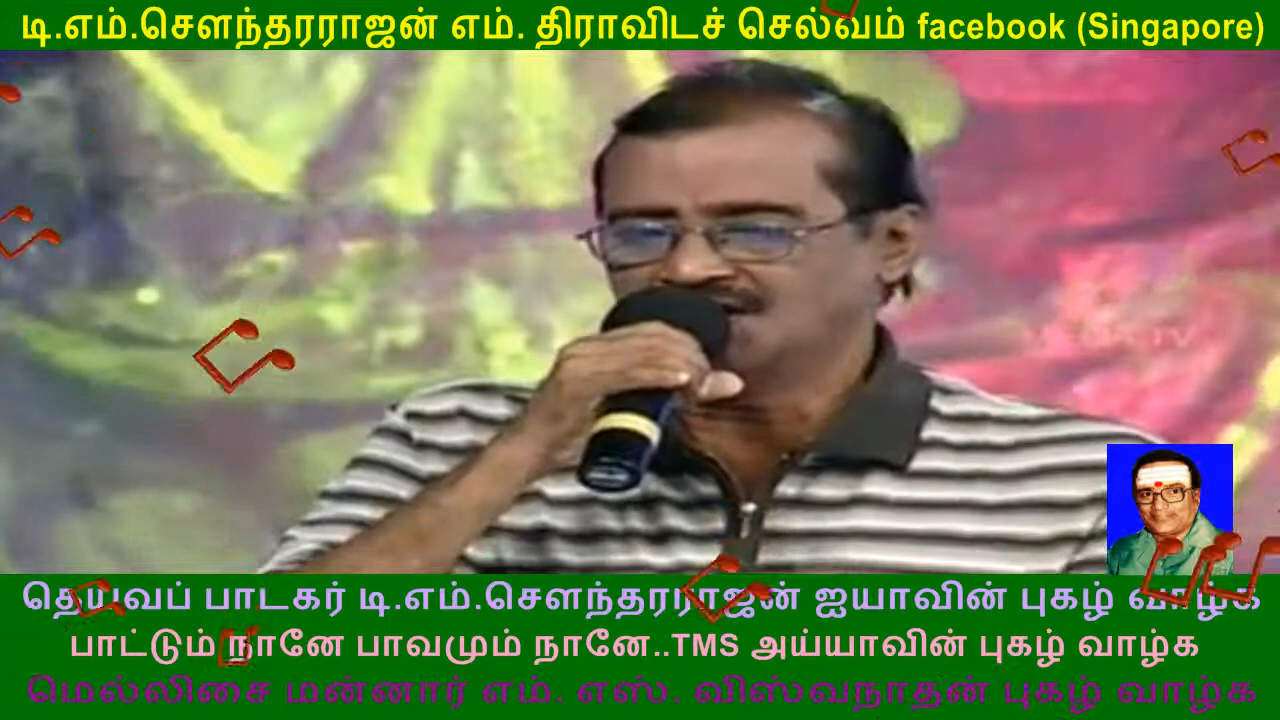 டி.எம்.சௌந்தரராஜன் எம். திராவிடச் செல்வம் facebook (Singapore)
தெய்வப் பாடகர் டி.எம்.சௌந்தரராஜன் ஐயாவின் புகழ் வாழ்க
பாட்டும் நானே பாவமும் நானே..TMS அய்யாவின் புகழ் வாழ்க
மெல்லிசை மன்னார் எம். எஸ். விஸ்வநாதன் புகழ் வாழ்க